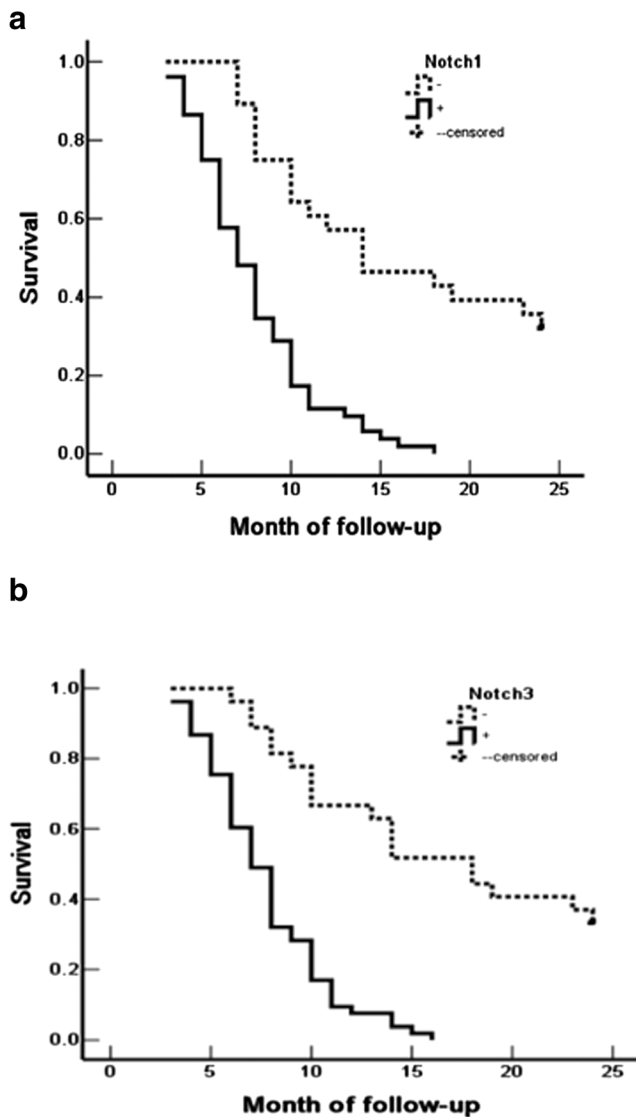 a
Notch1
-
+
--censored
1.0
0.8
0.6
0.4
0.2
0.0
Survival
0 5 10 15 20 25
Month of follow-up
b
Notch3
-
+
--censored
1.0
0.8
0.6
0.4
0.2
0.0
Survival
0 5 10 15 20 25
Month of follow-up